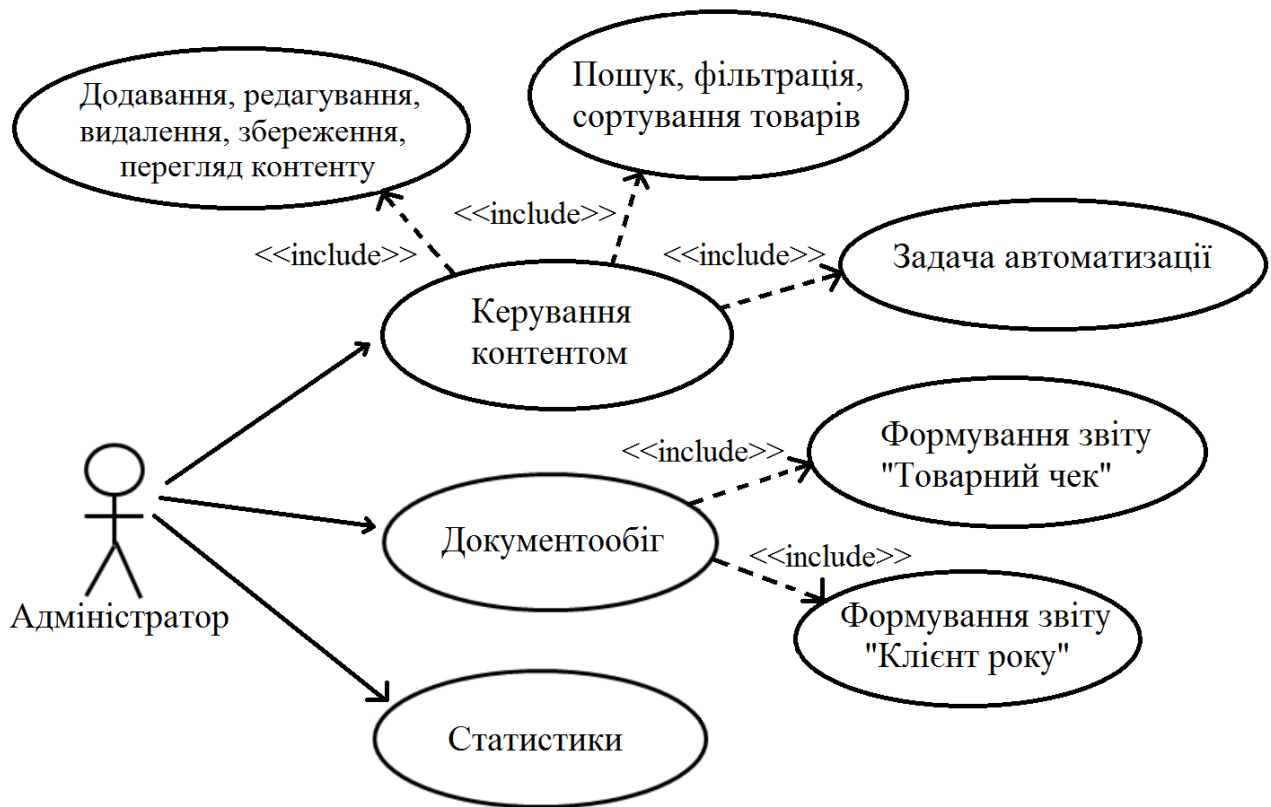 Додавання, редагування,
видалення, збереження,
перегляд контенту
Пошук, фільтрація,
сортування товарів
<<include>>
<<include>>
<<include>>
Задача автоматизації
Керування
контентом
Формування звіту
"Товарний чек"
<<include>>
Документообіг
<<include>>
Формування звіту
"Клієнт року"
Адміністратор
Статистики